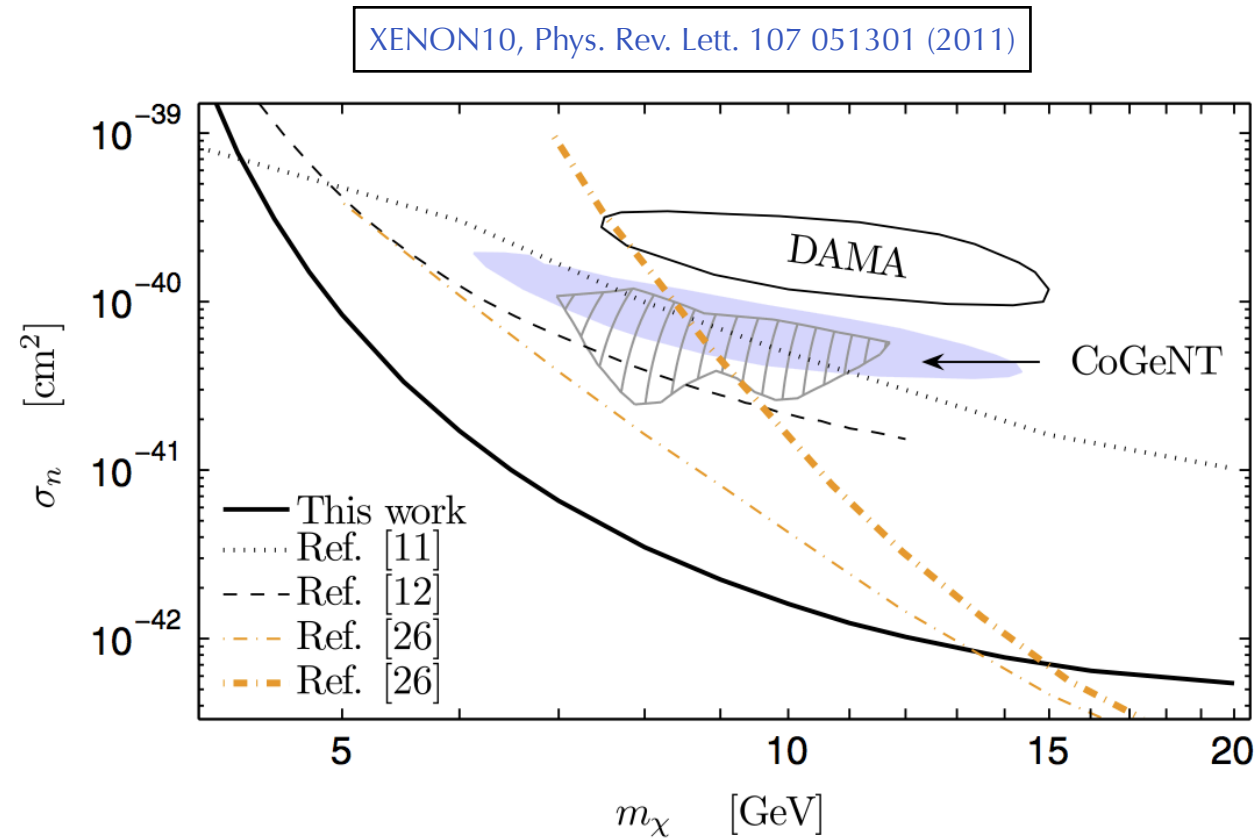 XENON10, Phys. Rev. Lett. 107 051301 (2011)
10⁻³⁹
10⁻⁴⁰
10⁻⁴¹
10⁻⁴²
σₙ [cm²]
DAMA
CoGeNT
This work
Ref. [11]
Ref. [12]
Ref. [26]
Ref. [26]
5 10 15 20
mᵪ [GeV]